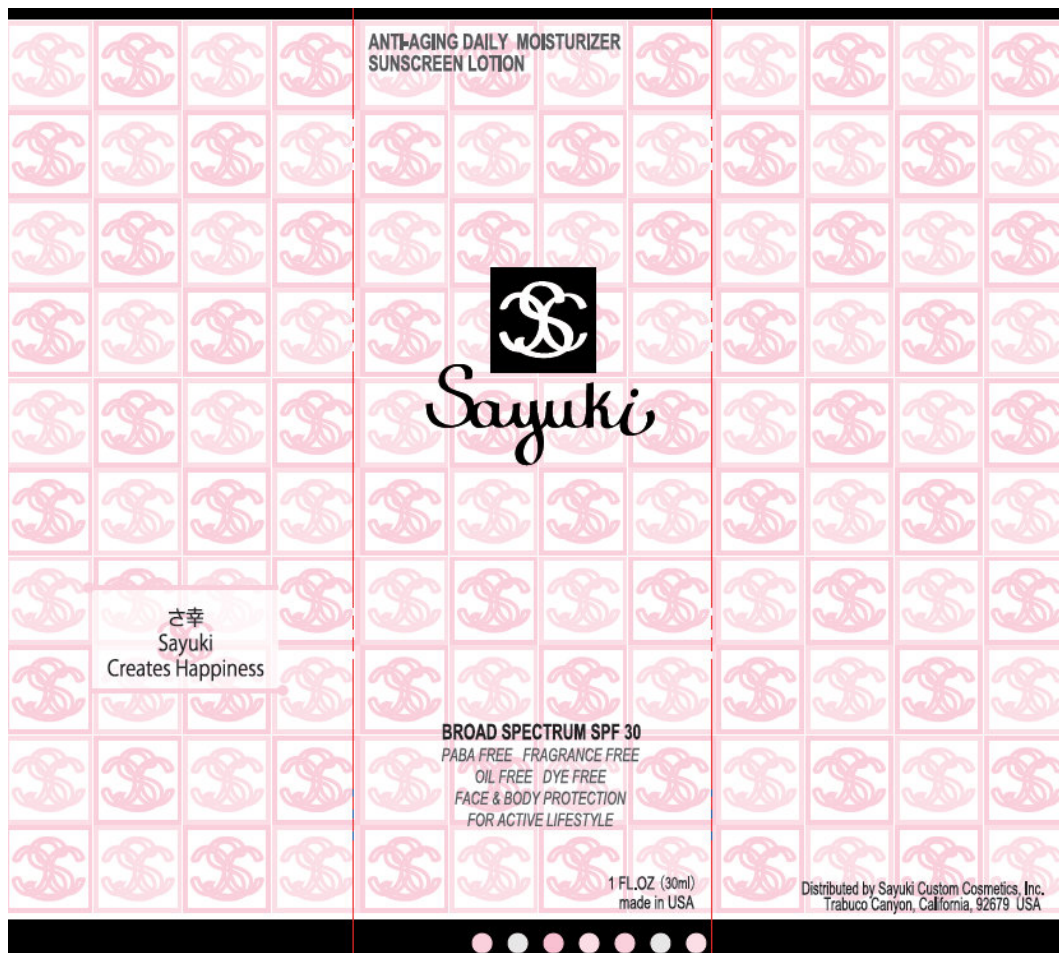 ANTI-AGING DAILY MOISTURIZER
SUNSCREEN LOTION
Sayuki
さ幸
Sayuki
Creates Happiness
BROAD SPECTRUM SPF 30
PABA FREE FRAGRANCE FREE
OIL FREE DYE FREE
FACE & BODY PROTECTION
FOR ACTIVE LIFESTYLE
1 FL.OZ (30ml)
made in USA
Distributed by Sayuki Custom Cosmetics, Inc.
Trabuco Canyon, California, 92679 USA